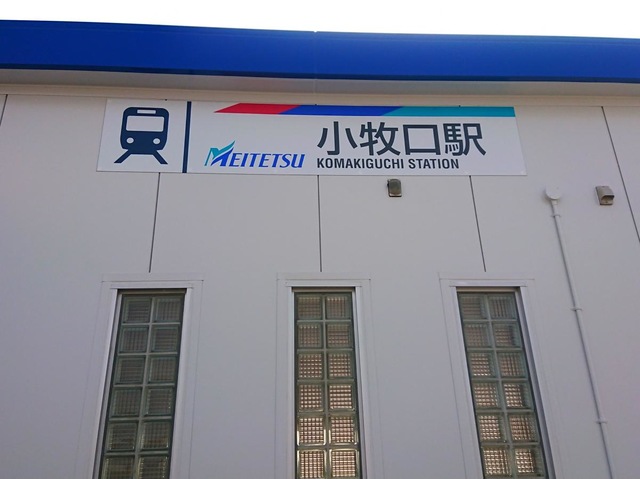 MEITETSU
小牧口駅
KOMAKIGUCHI STATION